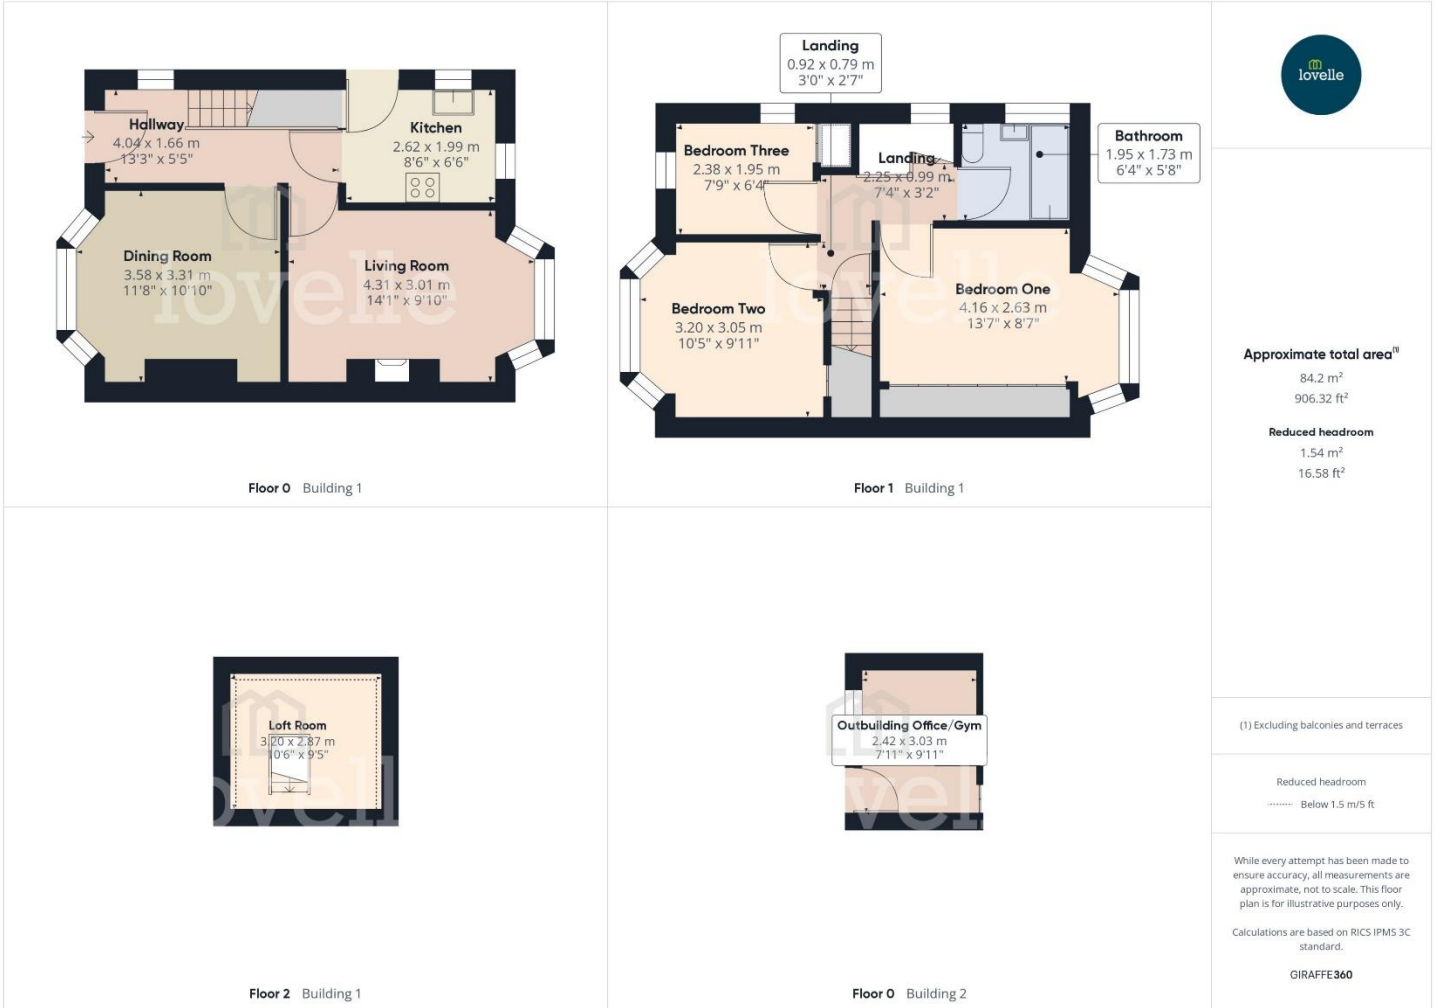 Hallway
4.04 x 1.66 m
13'3" x 5'5"
Kitchen
2.62 x 1.99 m
8'6" x 6'6"
Dining Room
3.58 x 3.31 m
11'8" x 10'10"
Living Room
4.31 x 3.01 m
14'1" x 9'10"
lovelle
Floor 0 Building 1
Landing
0.92 x 0.79 m
3'0" x 2'7"
Bedroom Three
2.38 x 1.95 m
7'9" x 6'4"
Landing
2.25 x 0.99 m
7'4" x 3'2"
Bathroom
1.95 x 1.73 m
6'4" x 5'8"
Bedroom Two
3.20 x 3.05 m
10'5" x 9'11"
Bedroom One
4.16 x 2.63 m
13'7" x 8'7"
lovelle
Floor 1 Building 1
Loft Room
3.20 x 2.87 m
10'6" x 9'5"
lovell
Floor 2 Building 1
Outbuilding Office/Gym
2.42 x 3.03 m
7'11" x 9'11"
lovell
Floor 0 Building 2
lovelle
Approximate total area(1)
84.2 m²
906.32 ft²
Reduced headroom
1.54 m²
16.58 ft²
(1) Excluding balconies and terraces
Reduced headroom
Below 1.5 m/5 ft
While every attempt has been made to
ensure accuracy, all measurements are
approximate, not to scale. This floor
plan is for illustrative purposes only.
Calculations are based on RICS IPMS 3C
standard.
GIRAFFE360